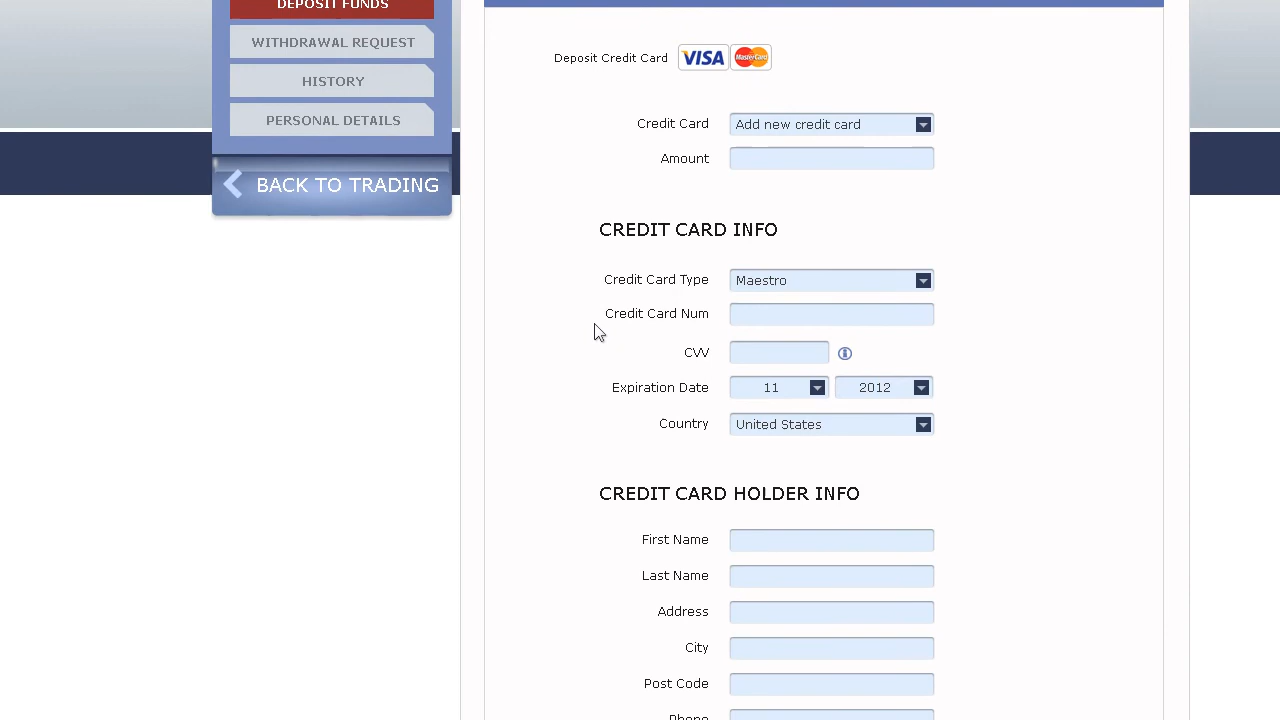 DEPOSIT FUNDS
WITHDRAWAL REQUEST
HISTORY
PERSONAL DETAILS
BACK TO TRADING
Deposit Credit Card VISA MasterCard
Credit Card Add new credit card
Amount
CREDIT CARD INFO
Credit Card Type Maestro
Credit Card Num
CVV
Expiration Date 11 2012
Country United States
CREDIT CARD HOLDER INFO
First Name
Last Name
Address
City
Post Code
Phone